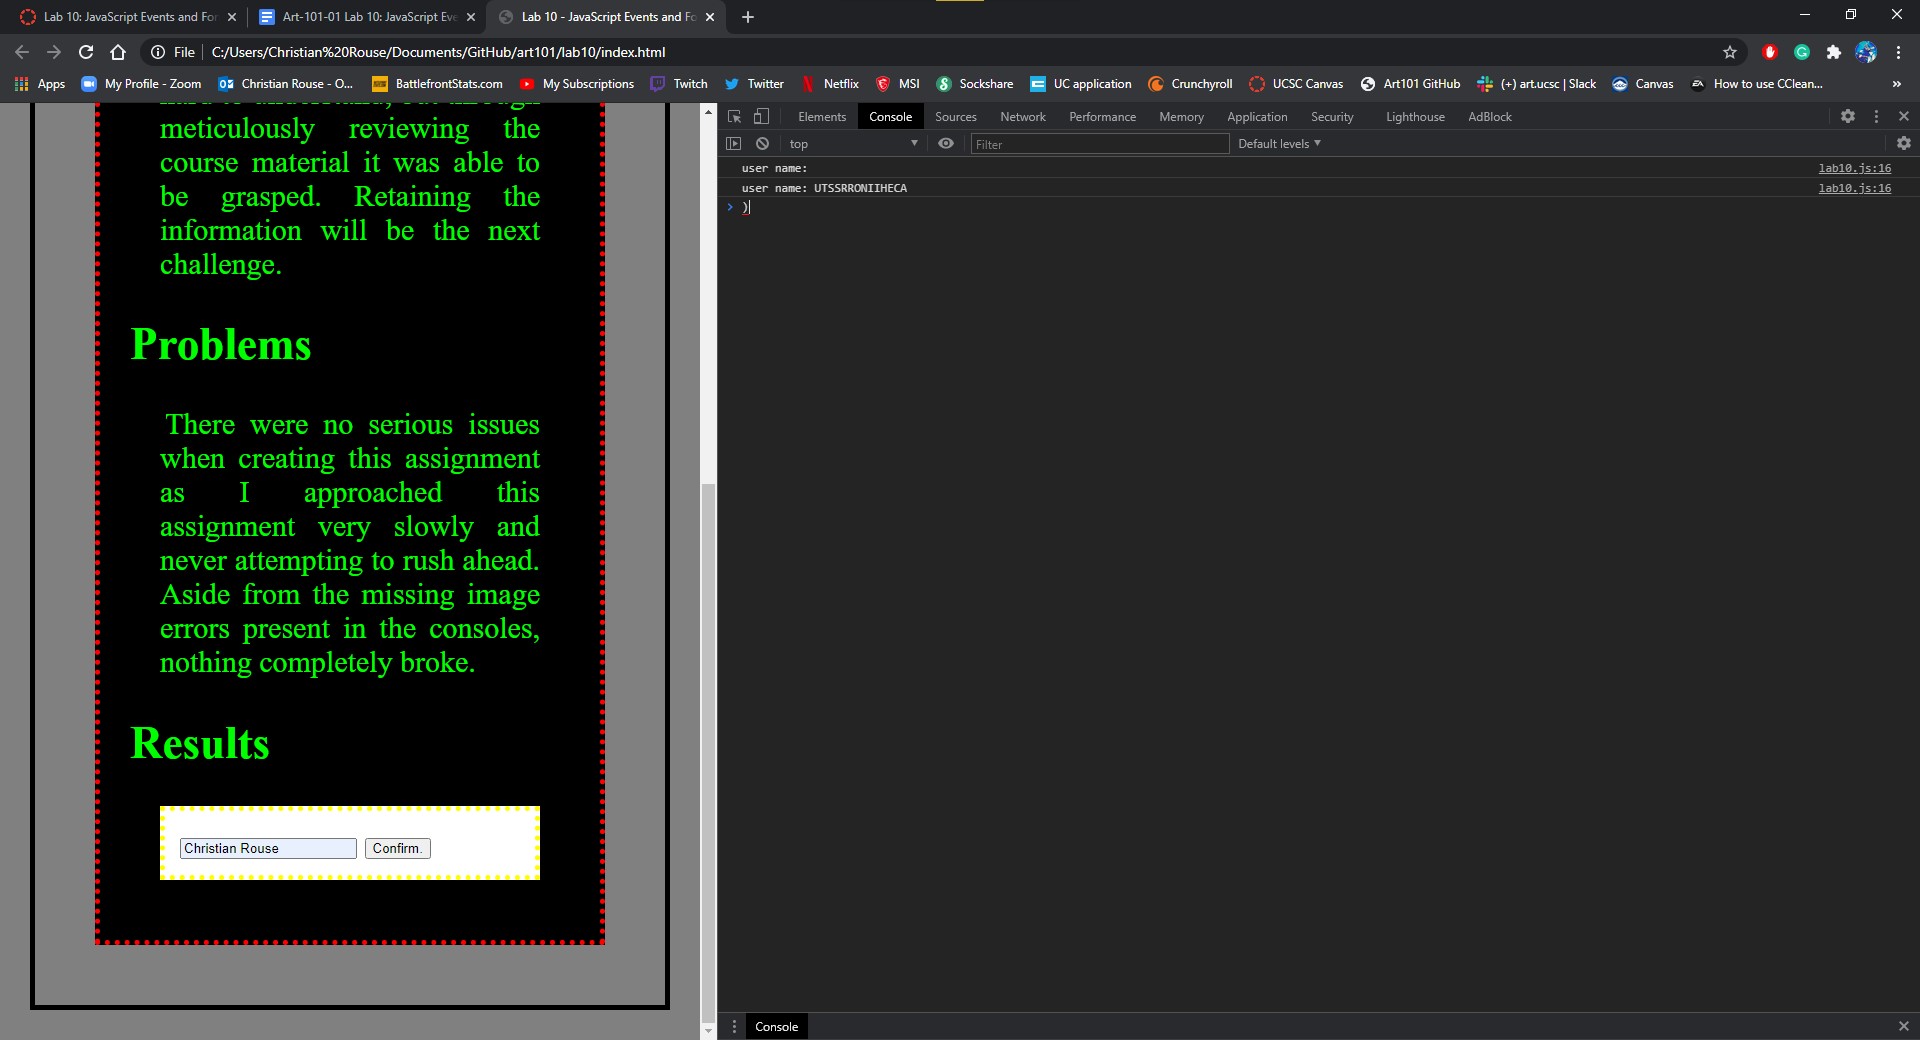 Lab 10: JavaScript Events and For
Art-101-01 Lab 10: JavaScript Eve
Lab 10 - JavaScript Events and Fo
File
C:/Users/Christian%20Rouse/Documents/GitHub/art101/lab10/index.html
Apps
My Profile - Zoom
Christian Rouse - O...
BattlefrontStats.com
My Subscriptions
Twitch
Twitter
Netflix
MSI
Sockshare
UC application
Crunchyroll
UCSC Canvas
Art101 GitHub
(+) art.ucsc | Slack
Canvas
How to use CClean...
»
hard to understand, but through
meticulously reviewing the
course material it was able to
be grasped. Retaining the
information will be the next
challenge.
Problems
There were no serious issues
when creating this assignment
as I approached this
assignment very slowly and
never attempting to rush ahead.
Aside from the missing image
errors present in the consoles,
nothing completely broke.
Results
Christian Rouse
Confirm.
Elements
Console
Sources
Network
Performance
Memory
Application
Security
Lighthouse
AdBlock
top
Filter
Default levels
user name:
lab10.js:16
user name: UTSSRRONIIHECA
lab10.js:16
> )
Console